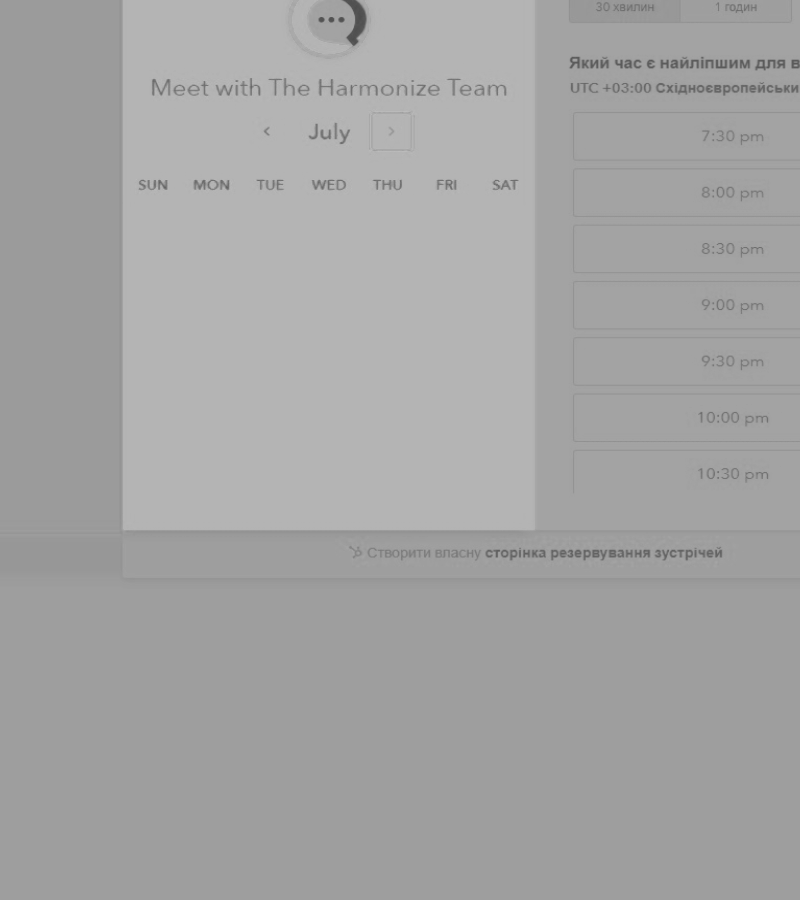 Meet with The Harmonize Team
July
SUN MON TUE WED THU FRI SAT
30 хвилин 1 годин
Який час є найліпшим для в
UTC +03:00 Східноєвропейськи
7:30 pm
8:00 pm
8:30 pm
9:00 pm
9:30 pm
10:00 pm
10:30 pm
Створити власну сторінка резервування зустрічей